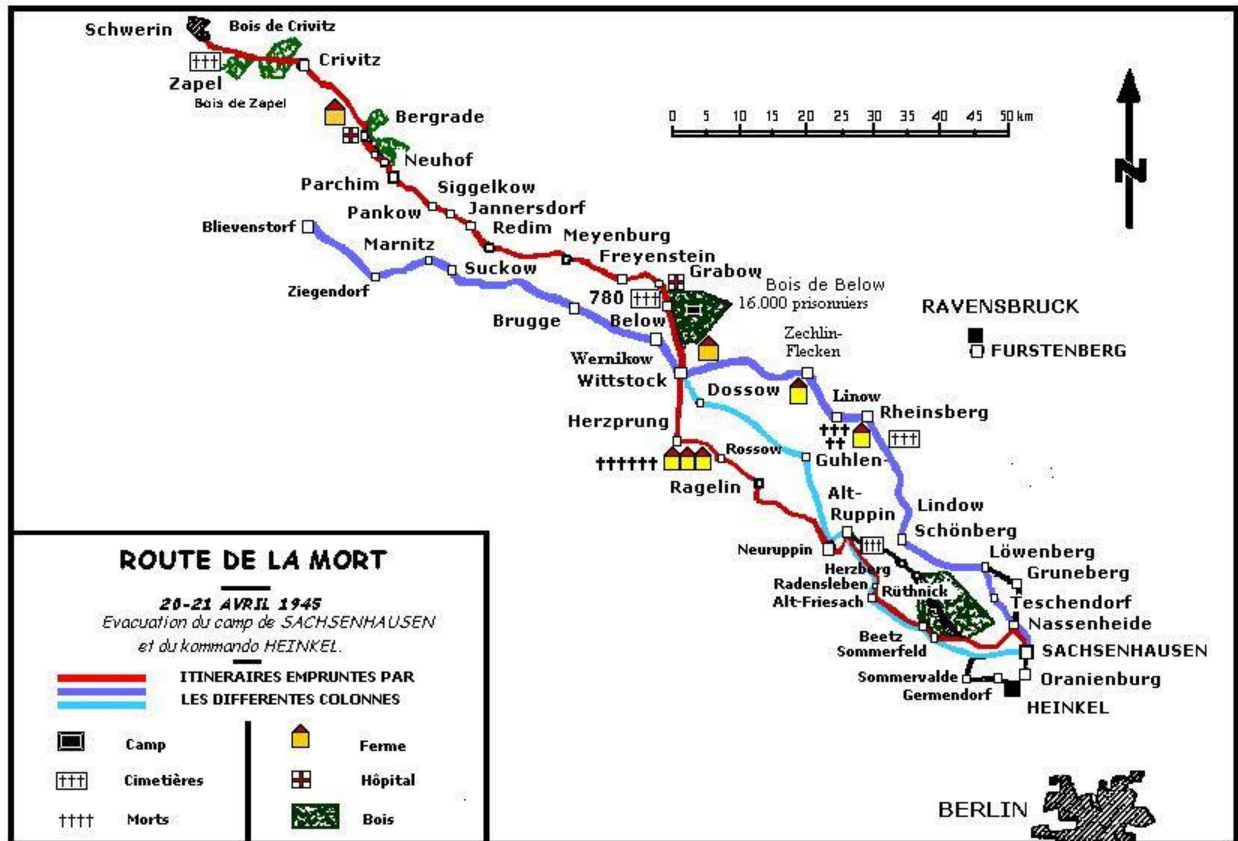 Schwerin
Bois de Crivitz
Crivitz
Zapel
Bois de Zapel
Bergrade
Neuhof
Parchim
Siggelkow
Pankow
Jannersdorf
Redim
Meyenburg
Freyenstein
Grabow
Blievenstorf
Marnitz
Suckow
Ziegendorf
780
Brugge
Below
Bois de Below
16.000 prisonniers
0 5 10 15 20 25 30 35 40 45 50 km
N
RAVENSBRUCK
FURSTENBERG
Zechlin-
Flecken
Wernikow
Wittstock
Dossow
Linow
Rheinsberg
Herzprung
Rossow
Guhlen-
Ragelin
Alt-
Ruppin
Lindow
Schönberg
Neuruppin
Herzberg
Radensleben
Rüthnick
Alt-Friesach
Löwenberg
Gruneberg
Teschendorf
Nassenheide
Beetz
Sommerfeld
SACHSENHAUSEN
Sommervalde
Oranienburg
Germendorf
HEINKEL
BERLIN
ROUTE DE LA MORT
20-21 AVRIL 1945
Evacuation du camp de SACHSENHAUSEN
et du kommando HEINKEL.
ITINERAIRES EMPRUNTES PAR
LES DIFFERENTES COLONNES
Camp
Ferme
Cimetières
Hôpital
Morts
Bois